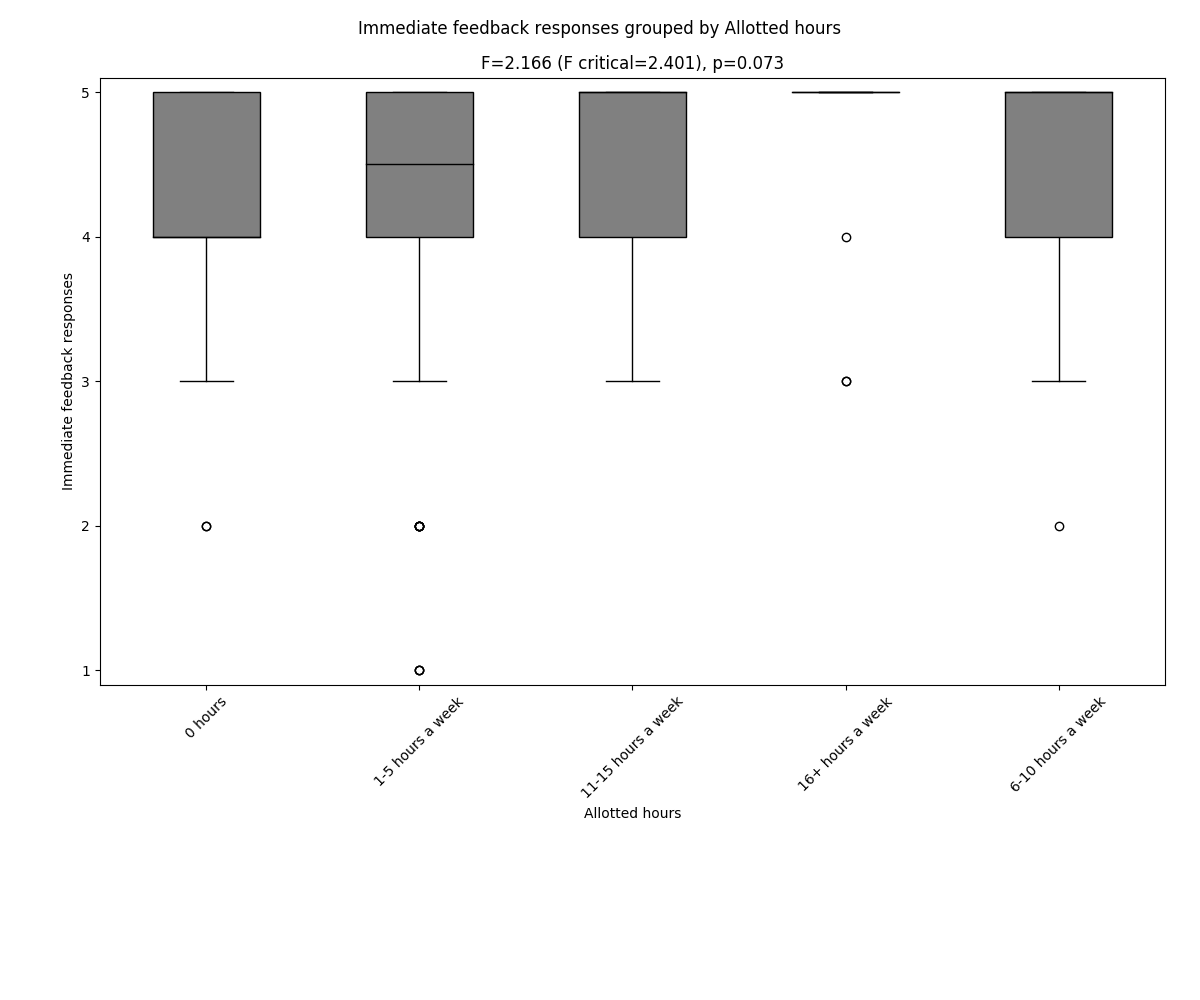 Immediate feedback responses grouped by Allotted hours
F=2.166 (F critical=2.401), p=0.073
5
4
3
2
1
Immediate feedback responses
0 hours
1-5 hours a week
11-15 hours a week
16+ hours a week
6-10 hours a week
Allotted hours